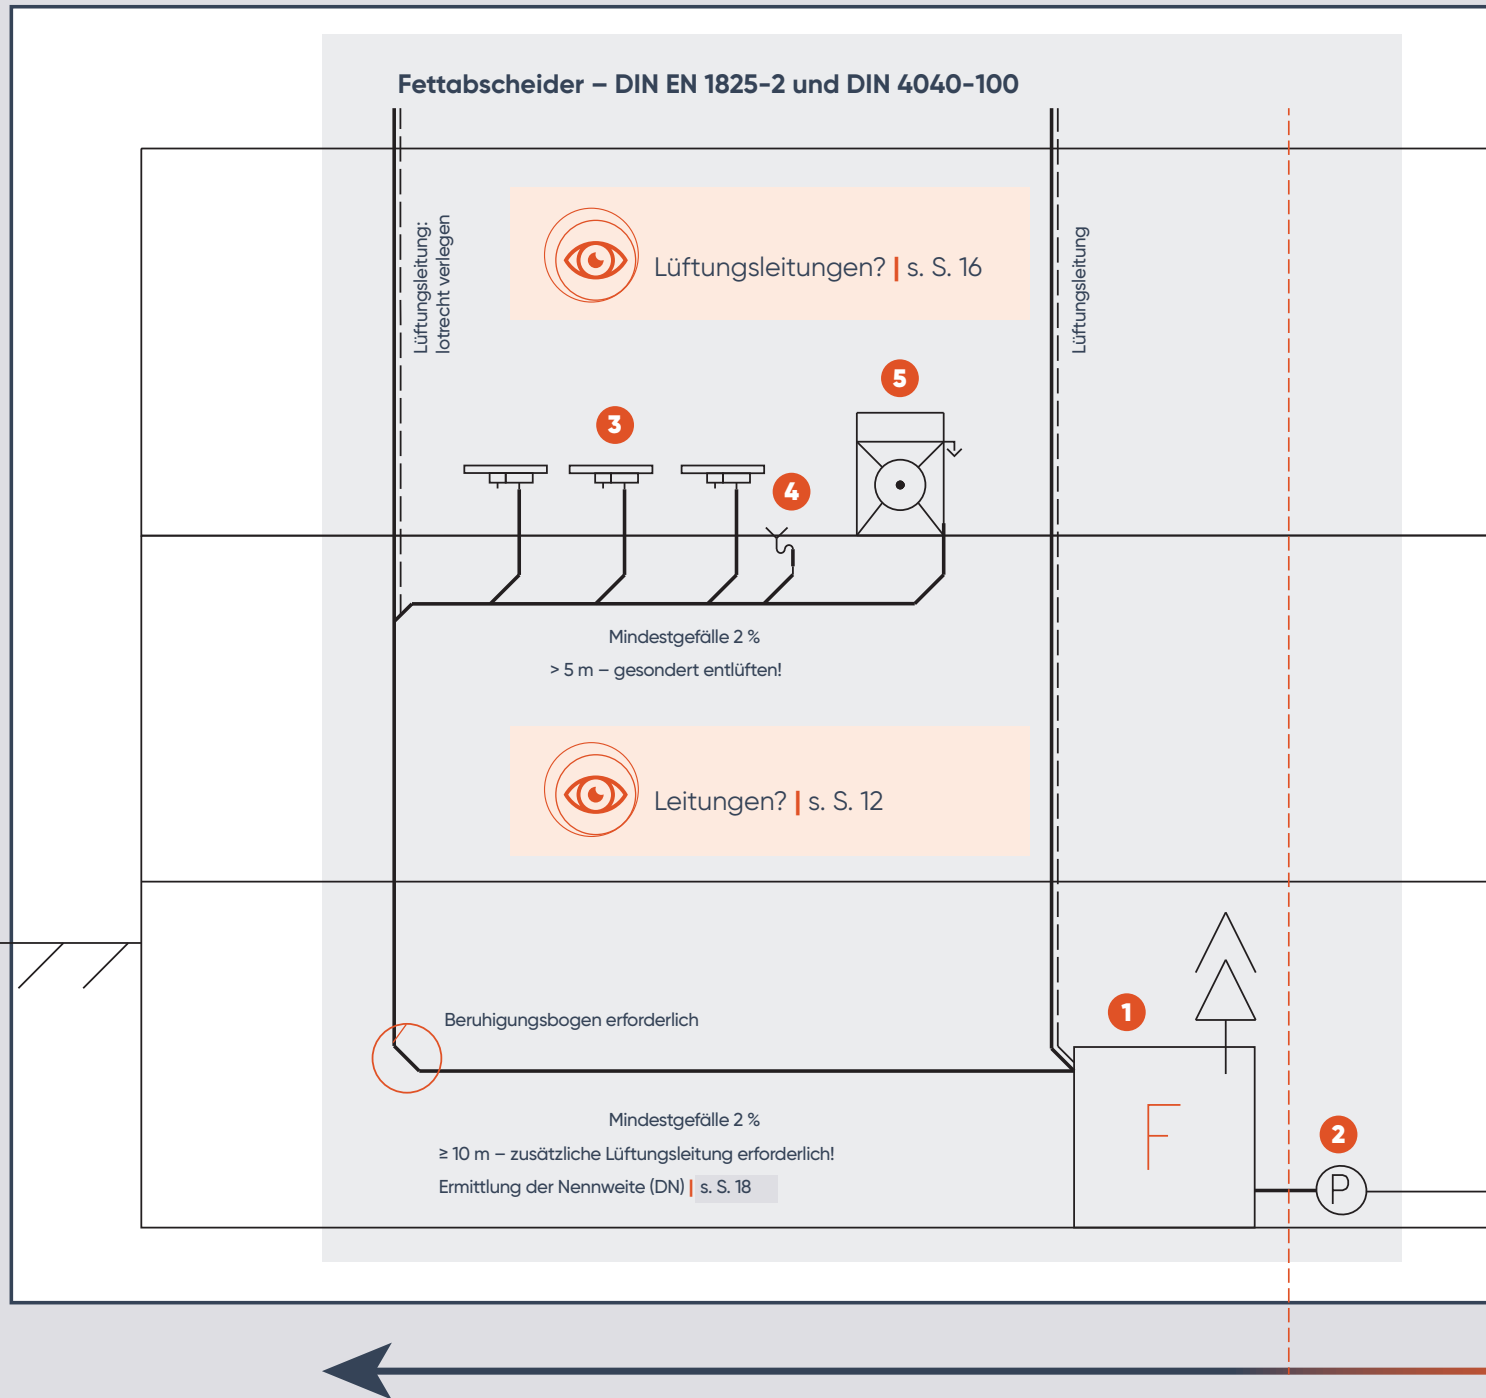 Fettabscheider – DIN EN 1825-2 und DIN 4040-100
Lüftungsleitung:
lotrecht verlegen
Lüftungsleitungen? | s. S. 16
Lüftungsleitung
5
3
4
Mindestgefälle 2 %
> 5 m – gesondert entlüften!
Leitungen? | s. S. 12
1
Beruhigungsbogen erforderlich
F
Mindestgefälle 2 %
2
≥ 10 m – zusätzliche Lüftungsleitung erforderlich!
Ermittlung der Nennweite (DN) | s. S. 18
P